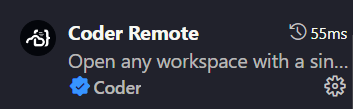 Coder Remote 55ms
Open any workspace with a sin...
Coder